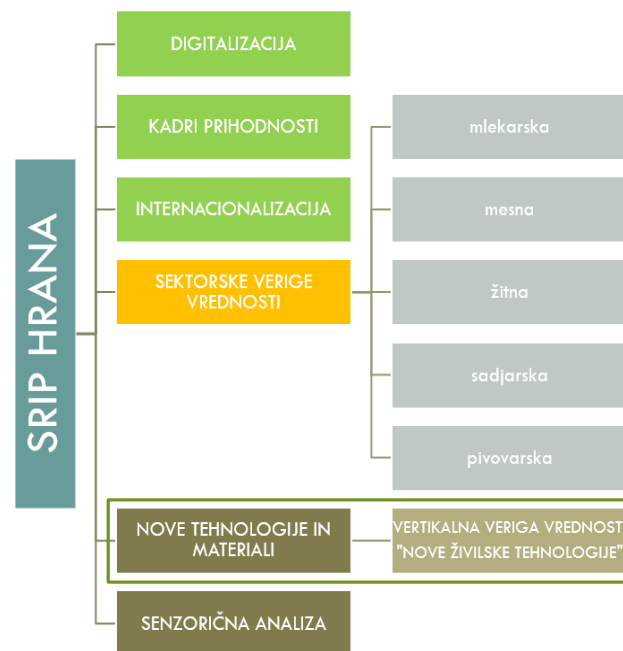 SRIP HRANA
DIGITALIZACIJA
KADRI PRIHODNOSTI
INTERNACIONALIZACIJA
SEKTORSKE VERIGE
VREDNOSTI
mlekarska
mesna
žitna
sadjarska
pivovarska
NOVE TEHNOLOGIJE IN
MATERIALI
VERTIKALNA VERIGA VREDNOSTI
"NOVE ŽIVILSKE TEHNOLOGIJE"
SENZORIČNA ANALIZA